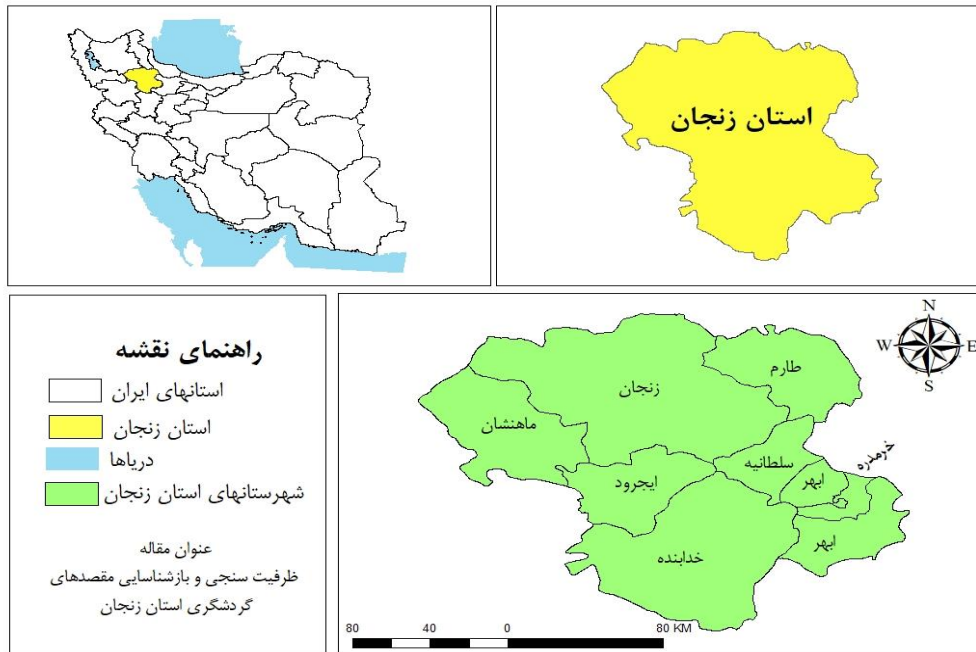 استان زنجان
راهنمای نقشه
استانهای ایران
استان زنجان
دریاها
شهرستانهای استان زنجان
عنوان مقاله
ظرفیت سنجی و بازشناسایی مقصدهای
گردشگری استان زنجان
N
W E
S
طارم
زنجان
ماهنشان
خرمدره
سلطانیه
ابهر
ایجرود
ابهر
خدابنده
80 40 0 80 KM